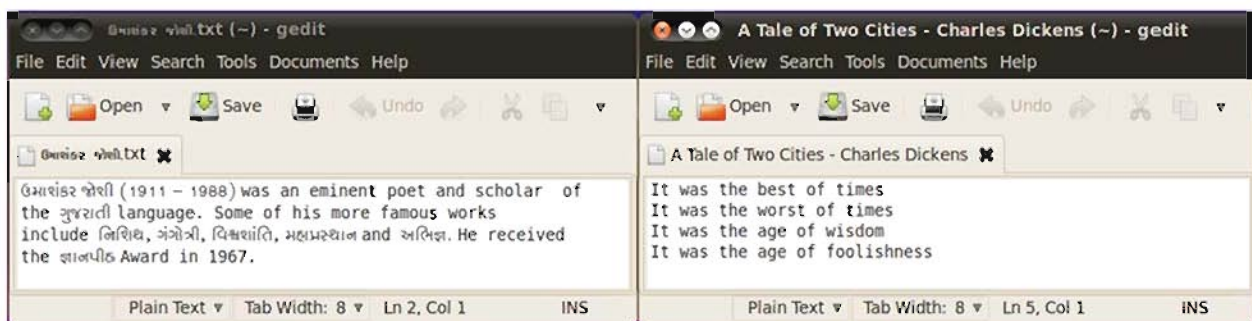 ઉમાશંકર જોશી.txt (~) - gedit
File Edit View Search Tools Documents Help
Open Save Undo
ઉમાશંકર જોશી.txt
ઉમાશંકર જોશી (1911 – 1988) was an eminent poet and scholar of
the ગુજરાતી language. Some of his more famous works
include નિશિથ, ગંગોત્રી, વિશ્વશાંતિ, મહાપ્રસ્થાન and અભિજ્ઞ. He received
the જ્ઞાનપીઠ Award in 1967.
Plain Text Tab Width: 8 Ln 2, Col 1 INS
A Tale of Two Cities - Charles Dickens (~) - gedit
File Edit View Search Tools Documents Help
Open Save Undo
A Tale of Two Cities - Charles Dickens
It was the best of times
It was the worst of times
It was the age of wisdom
It was the age of foolishness
Plain Text Tab Width: 8 Ln 5, Col 1 INS